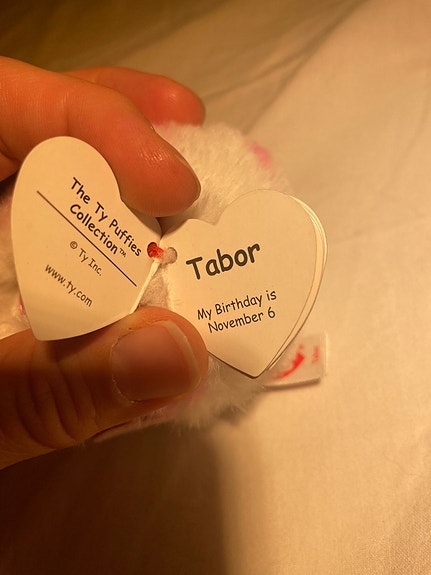 The Ty Puffies
Collection™
© Ty Inc.
www.ty.com
Tabor
My Birthday is
November 6